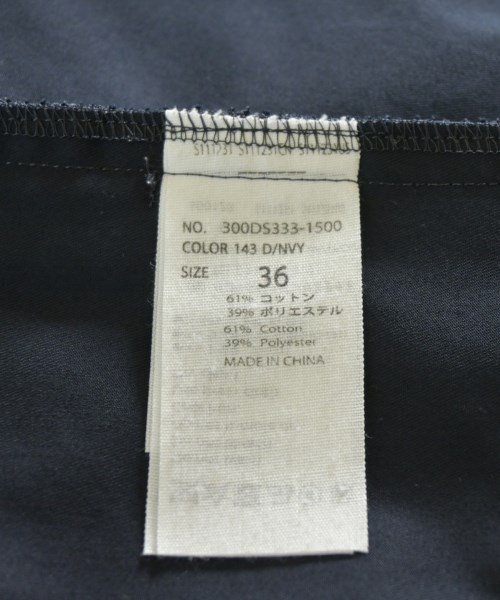 NO. 300DS333-1500
COLOR 143 D/NVY
SIZE 36
61% コットン
39% ポリエステル
61% Cotton
39% Polyester
MADE IN CHINA